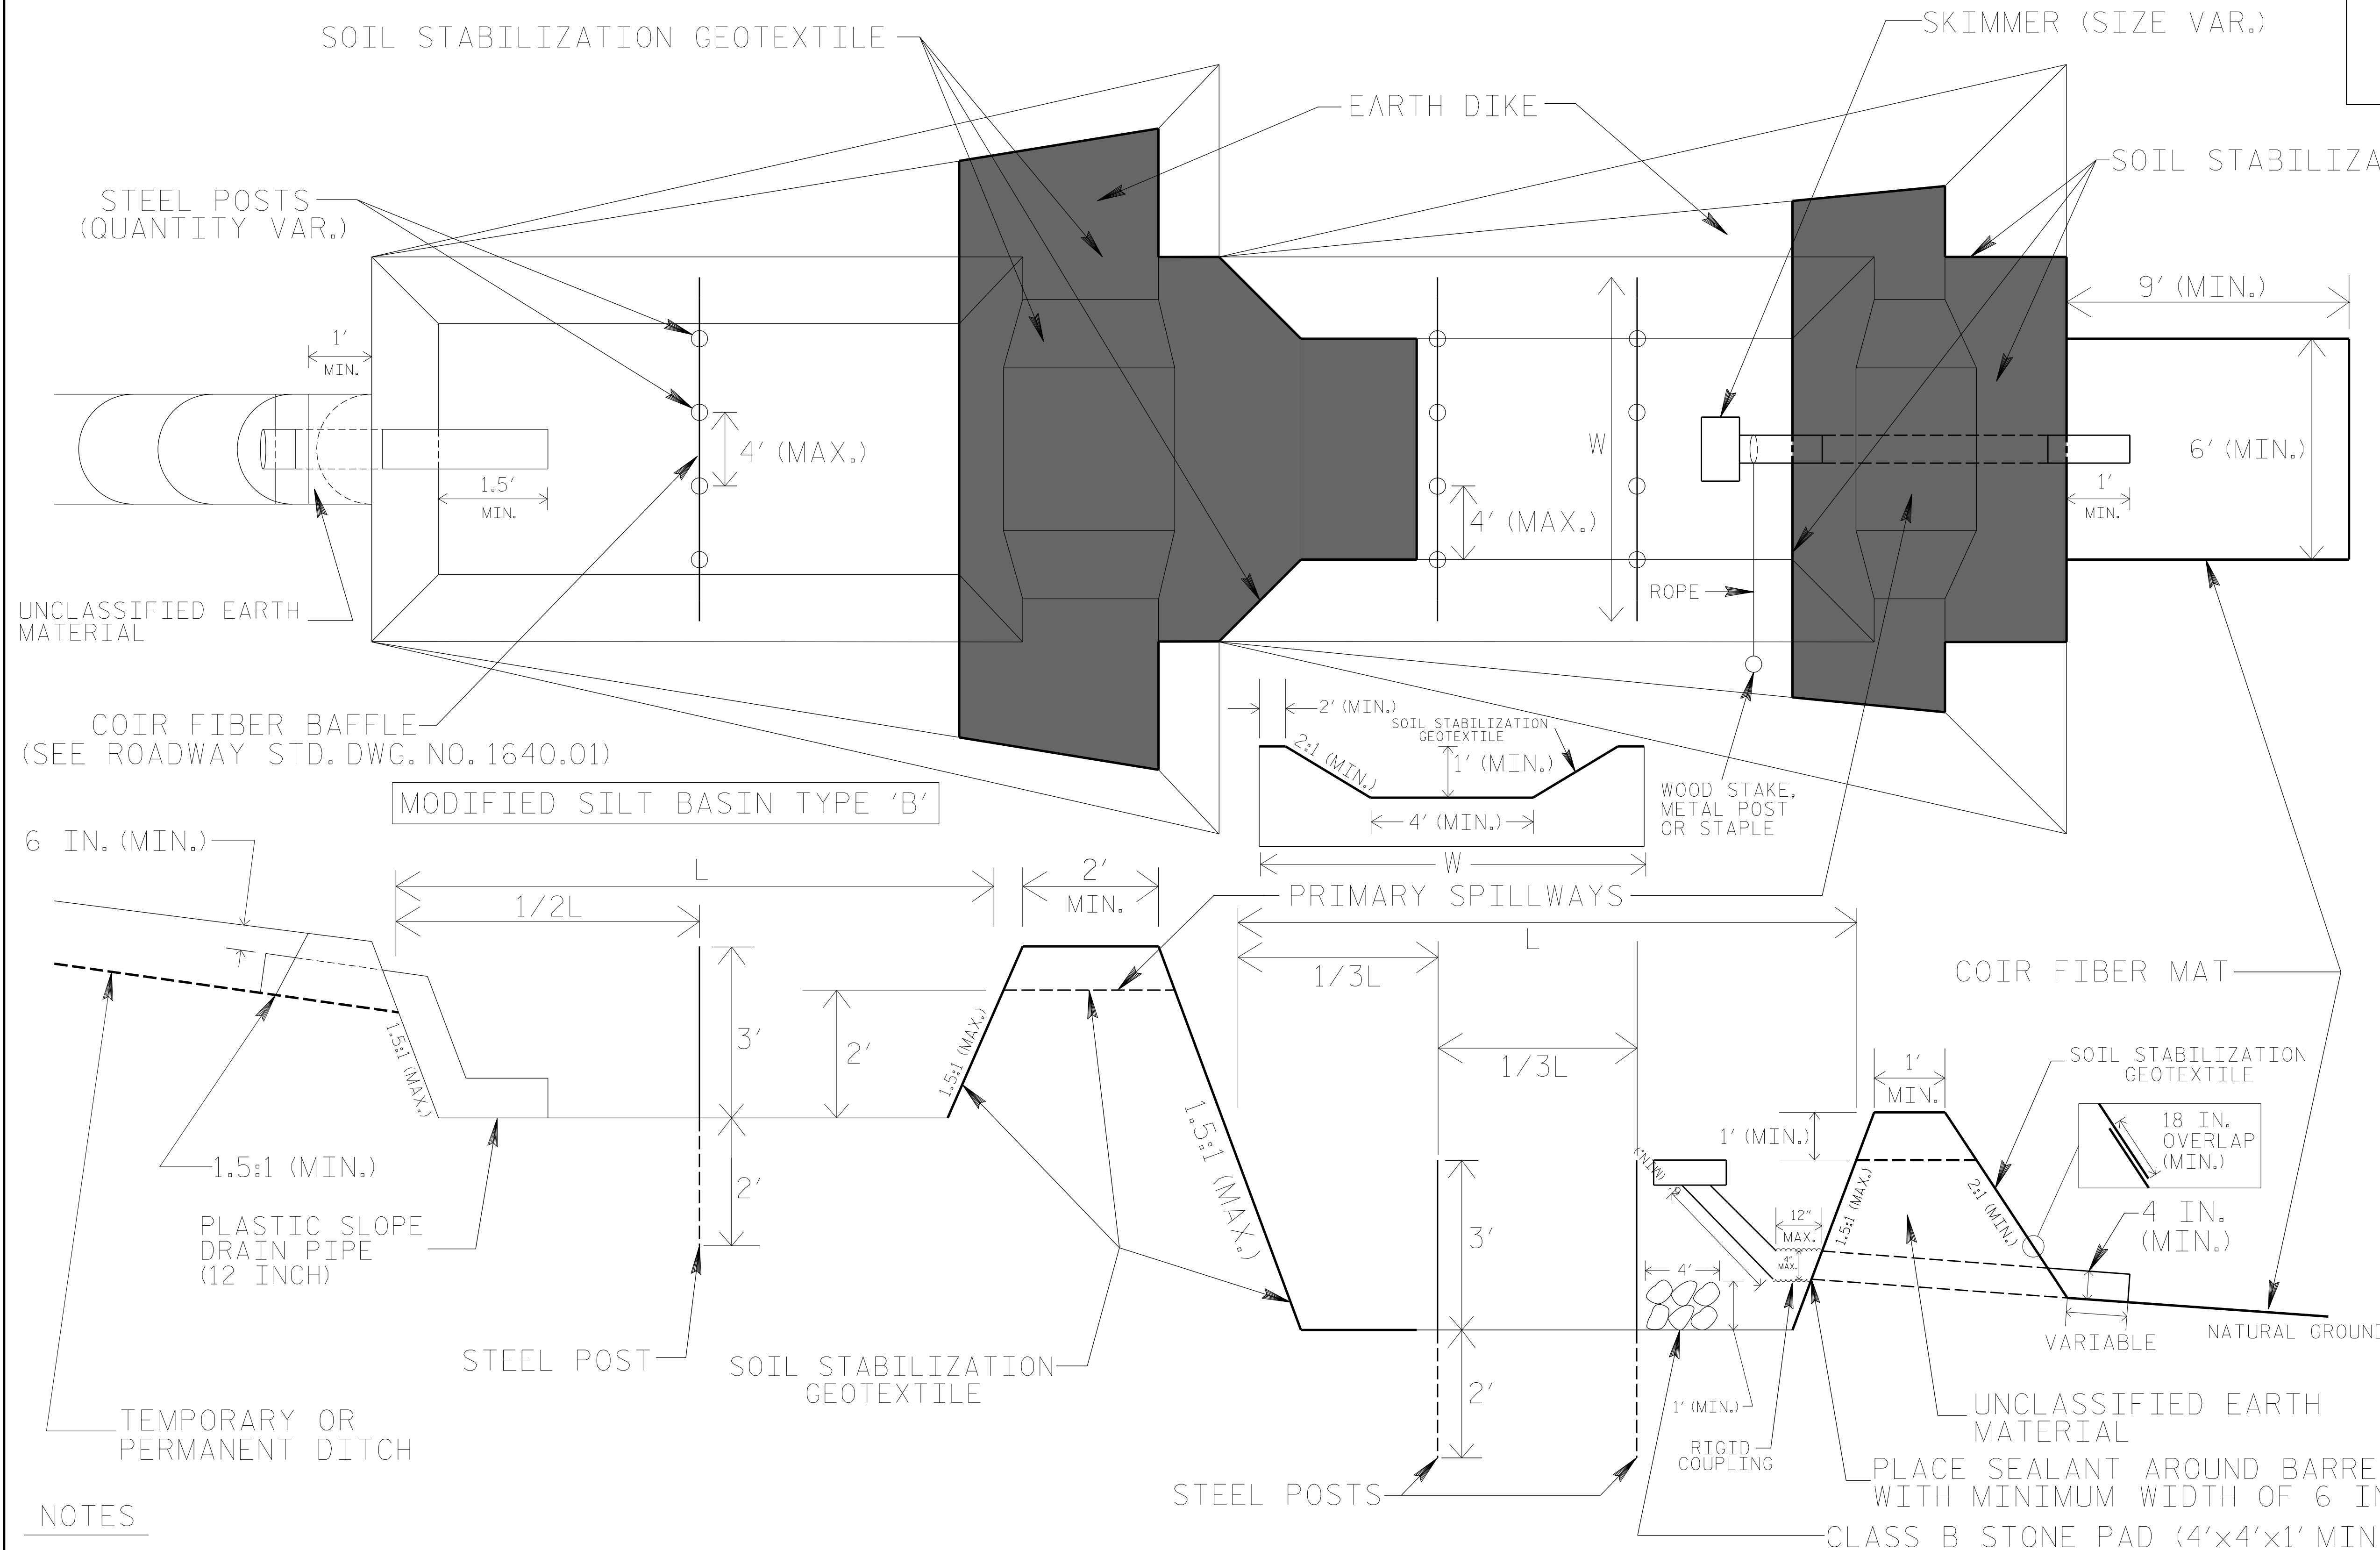 SOIL STABILIZATION GEOTEXTILE
SKIMMER (SIZE VAR.)
EARTH DIKE
STEEL POSTS
(QUANTITY VAR.)
1'
MIN.
4' (MAX.)
1.5'
MIN.
4' (MAX.)
W
9' (MIN.)
6' (MIN.)
1'
MIN.
ROPE
UNCLASSIFIED EARTH
MATERIAL
COIR FIBER BAFFLE
(SEE ROADWAY STD. DWG. NO. 1640.01)
MODIFIED SILT BASIN TYPE 'B'
2' (MIN.)
SOIL STABILIZATION
GEOTEXTILE
2:1 (MIN.)
1' (MIN.)
4' (MIN.)
W
WOOD STAKE,
METAL POST
OR STAPLE
PRIMARY SPILLWAYS
6 IN. (MIN.)
L
1/2L
2'
MIN.
L
1/3L
1/3L
COIR FIBER MAT
3'
2'
2'
1.5:1 (MAX.)
1.5:1 (MAX.)
1.5:1 (MAX.)
1.5:1 (MIN.)
PLASTIC SLOPE
DRAIN PIPE
(12 INCH)
STEEL POST
SOIL STABILIZATION
GEOTEXTILE
TEMPORARY OR
PERMANENT DITCH
3'
2'
STEEL POSTS
6' (MIN.)
12"
MAX.
4"
MAX.
4'
1' (MIN.)
RIGID
COUPLING
1' (MIN.)
1'
MIN.
1.5:1 (MAX.)
2:1 (MIN.)
SOIL STABILIZATION
GEOTEXTILE
18 IN.
OVERLAP
(MIN.)
4 IN.
(MIN.)
VARIABLE
NATURAL GROUND
UNCLASSIFIED EARTH
MATERIAL
PLACE SEALANT AROUND
WITH MINIMUM WIDTH OF 6
CLASS B STONE PAD (4'x4'x1' MIN
NOTES